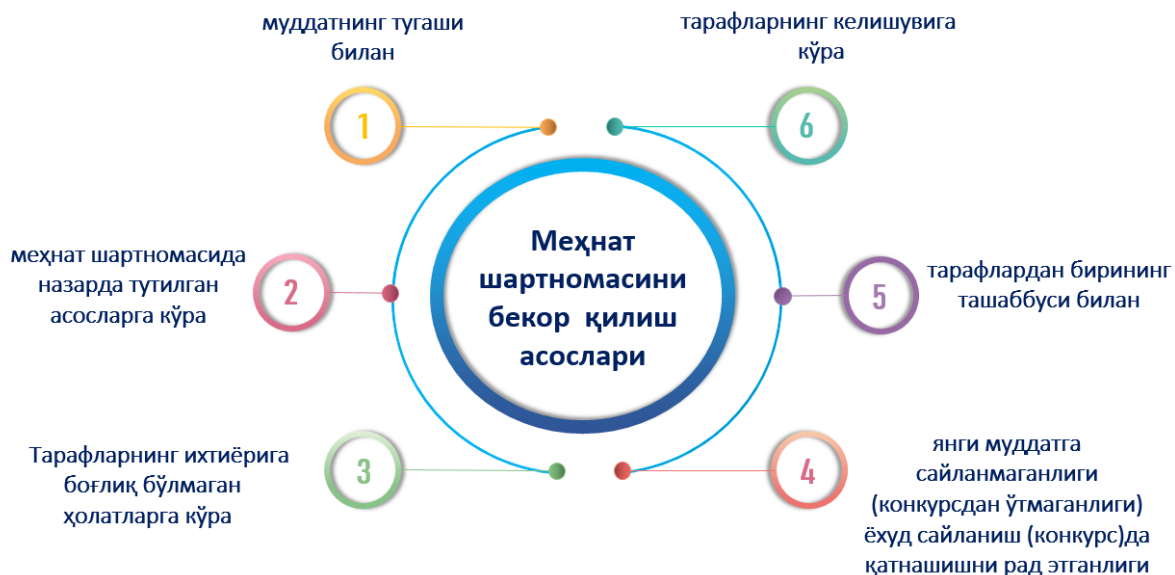 муддатнинг тугаши
билан
1
меҳнат шартномасида
назарда тутилган
асосларга кўра
2
Тарафларнинг ихтиёрига
боғлиқ бўлмаган
ҳолатларга кўра
3
Меҳнат
шартномасини
бекор қилиш
асослари
тарафларнинг келишувига
кўра
6
тарафлардан бирининг
ташаббуси билан
5
янги муддатга
сайланмаганлиги
(конкурсдан ўтмаганлиги)
ёхуд сайланиш (конкурс)да
қатнашишни рад этганлиги
4